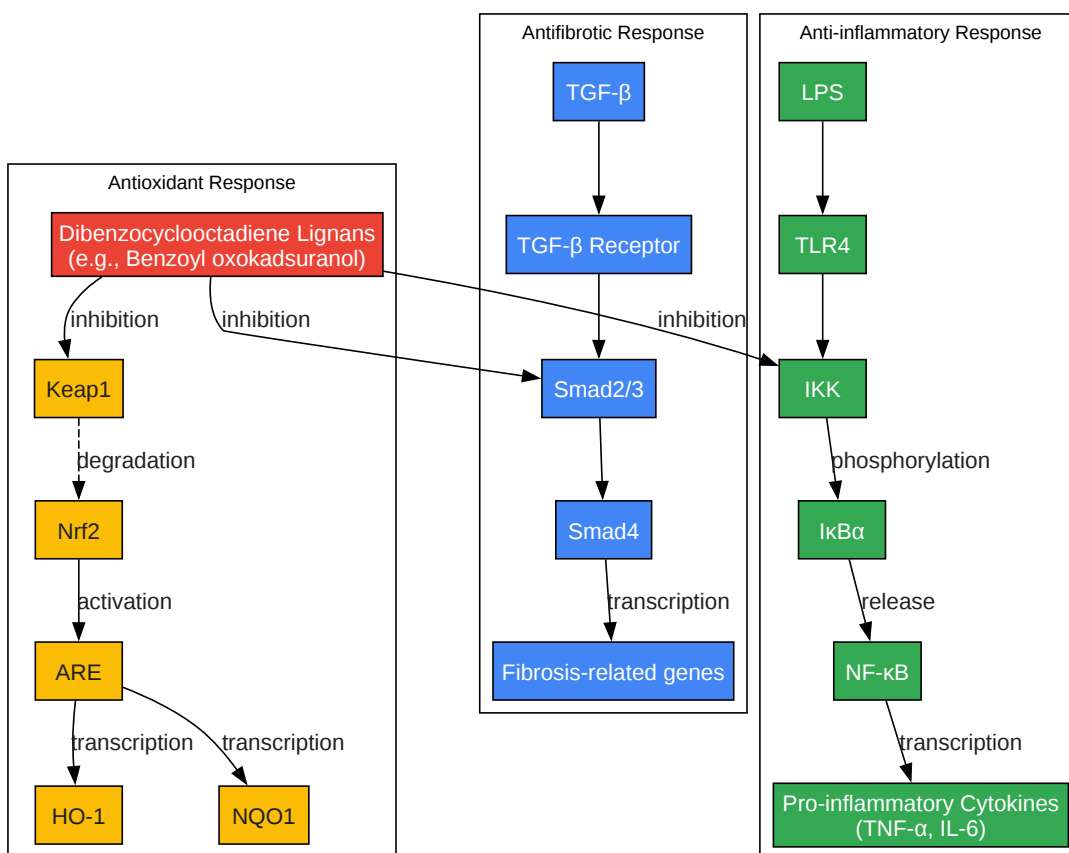 Antioxidant Response
Dibenzocyclooctadiene Lignans
(e.g., Benzoyl oxokadsuranol)
inhibition
inhibition
inhibition
Keap1
degradation
Nrf2
activation
ARE
transcription
transcription
HO-1
NQO1
Antifibrotic Response
TGF-β
TGF-β Receptor
Smad2/3
Smad4
transcription
Fibrosis-related genes
Anti-inflammatory Response
LPS
TLR4
IKK
phosphorylation
IκBα
release
NF-κB
transcription
Pro-inflammatory Cytokines
(TNF-α, IL-6)